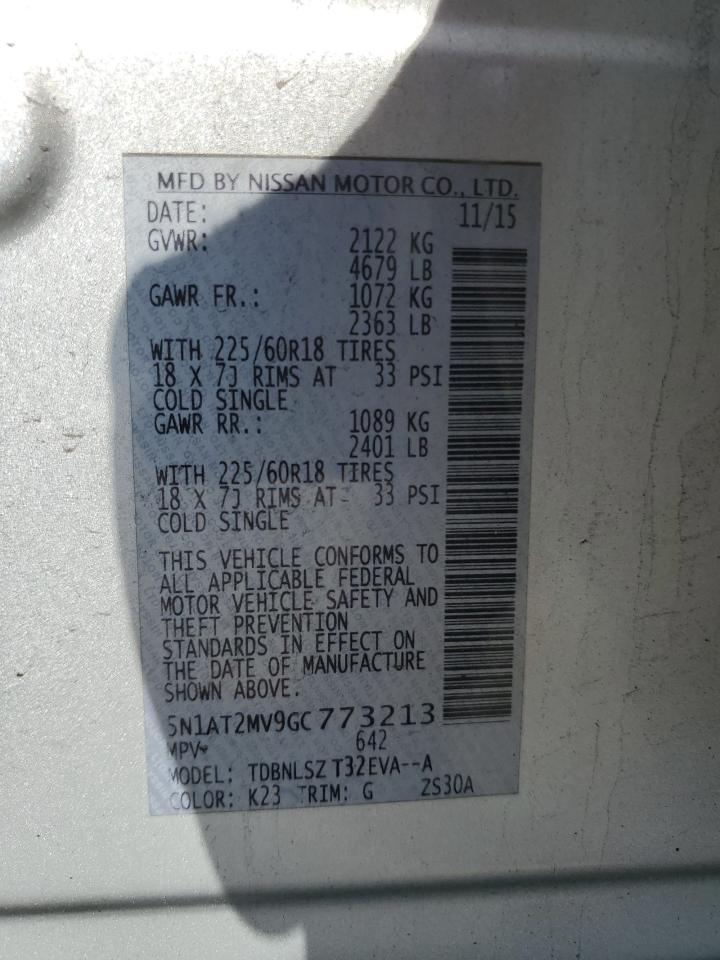 MFD BY NISSAN MOTOR CO., LTD.
DATE: 11/15
GVWR: 2122 KG
4679 LB
GAWR FR.: 1072 KG
2363 LB
WITH 225/60R18 TIRES
18 X 7J RIMS AT 33 PSI
COLD SINGLE
GAWR RR.: 1089 KG
2401 LB
WITH 225/60R18 TIRES
18 X 7J RIMS AT 33 PSI
COLD SINGLE
THIS VEHICLE CONFORMS TO
ALL APPLICABLE FEDERAL
MOTOR VEHICLE SAFETY AND
THEFT PREVENTION
STANDARDS IN EFFECT ON
THE DATE OF MANUFACTURE
SHOWN ABOVE.
5N1AT2MV9GC773213
MPV 642
MODEL: TDBNLSZ T32EVA--A
COLOR: K23 TRIM: G ZS30A